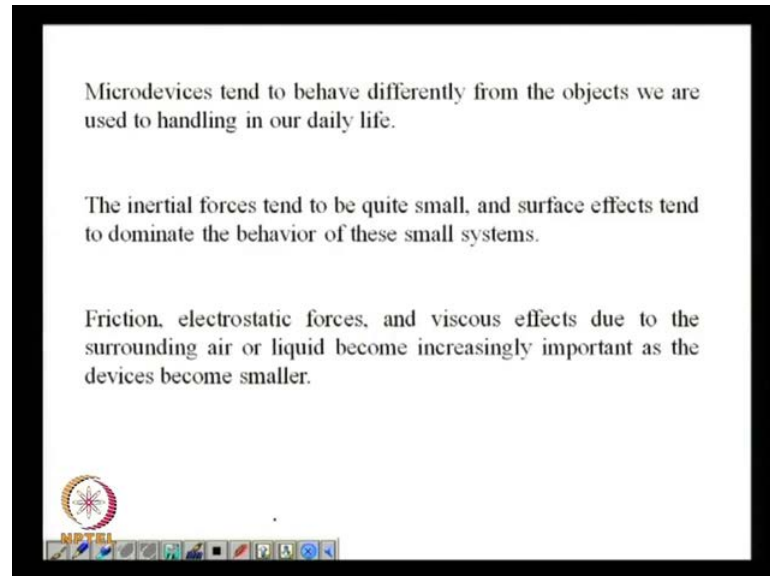 Microdevices tend to behave differently from the objects we are
used to handling in our daily life.
The inertial forces tend to be quite small, and surface effects tend
to dominate the behavior of these small systems.
Friction, electrostatic forces, and viscous effects due to the
surrounding air or liquid become increasingly important as the
devices become smaller.
NPTEL